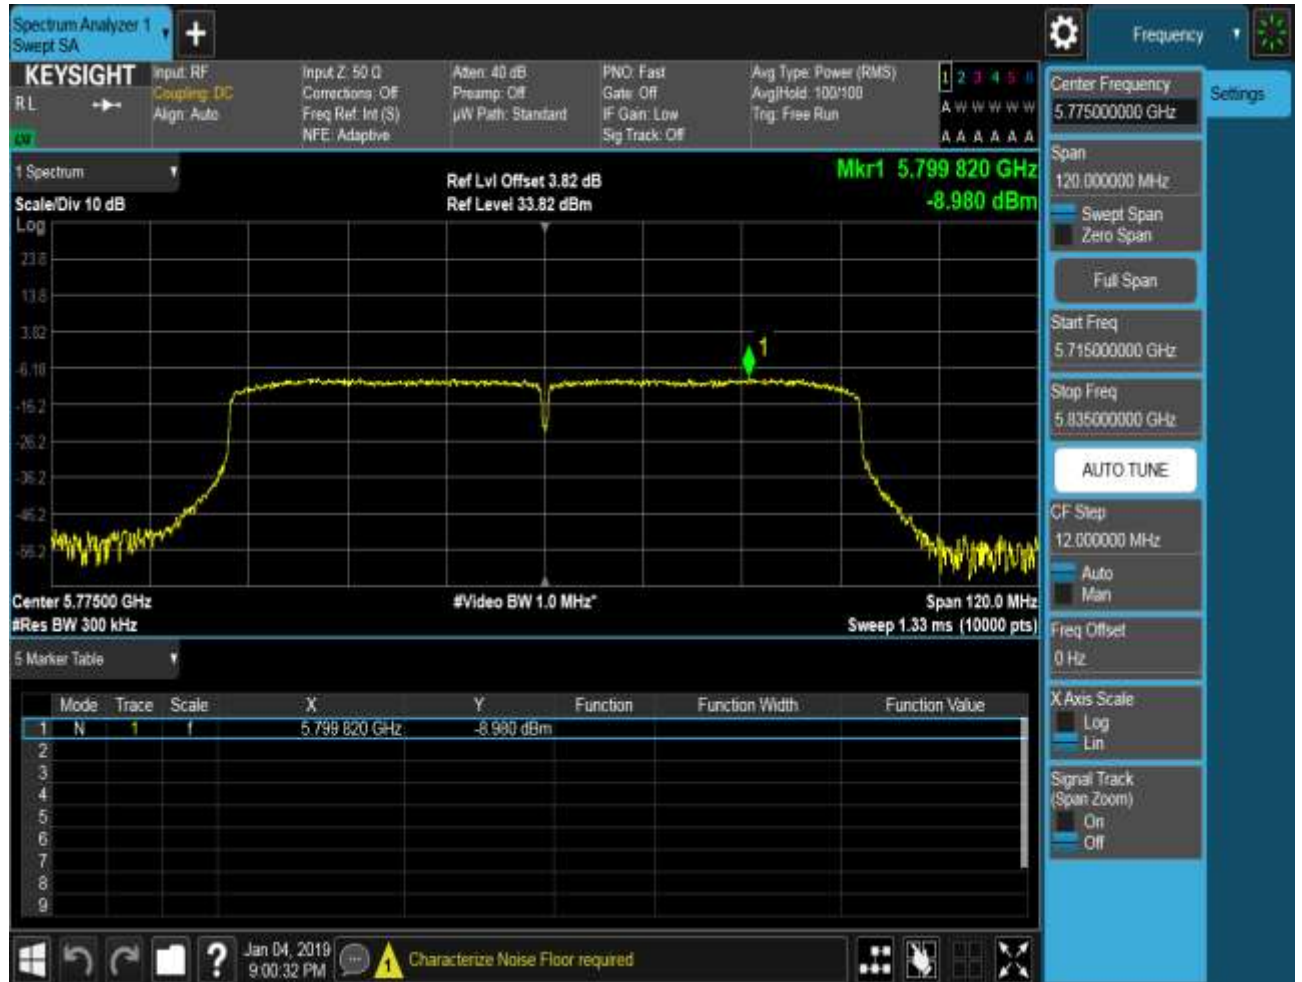 Spectrum Analyzer 1
Swept SA
+
Frequency
KEYSIGHT
RL
Input: RF
Coupling: DC
Align: Auto
Input Z: 50 Ω
Corrections: Off
Freq Ref: Int (S)
NFE: Adaptive
Atten: 40 dB
Preamp: Off
µW Path: Standard
PNO: Fast
Gate: Off
IF Gain: Low
Sig Track: Off
Avg Type: Power (RMS)
Avg|Hold: 100/100
Trig: Free Run
1 2 3 4 5 6
A W W W W W
A A A A A A
1 Spectrum
Scale/Div 10 dB
Ref Lvl Offset 3.82 dB
Ref Level 33.82 dBm
Mkr1 5.799 820 GHz
-8.980 dBm
Log
23.8
13.8
3.82
-6.18
-16.2
-26.2
-36.2
-46.2
-56.2
1
Center 5.77500 GHz
#Res BW 300 kHz
#Video BW 1.0 MHz*
Span 120.0 MHz
Sweep 1.33 ms (10000 pts)
5 Marker Table
Mode Trace Scale X Y Function Function Width Function Value
1 N 1 f 5.799 820 GHz -8.980 dBm
2
3
4
5
6
7
8
9
Jan 04, 2019
9:00:32 PM
Characterize Noise Floor required
Center Frequency
5.775000000 GHz
Settings
Span
120.000000 MHz
Swept Span
Zero Span
Full Span
Start Freq
5.715000000 GHz
Stop Freq
5.835000000 GHz
AUTO TUNE
CF Step
12.000000 MHz
Auto
Man
Freq Offset
0 Hz
X Axis Scale
Log
Lin
Signal Track
(Span Zoom)
On
Off